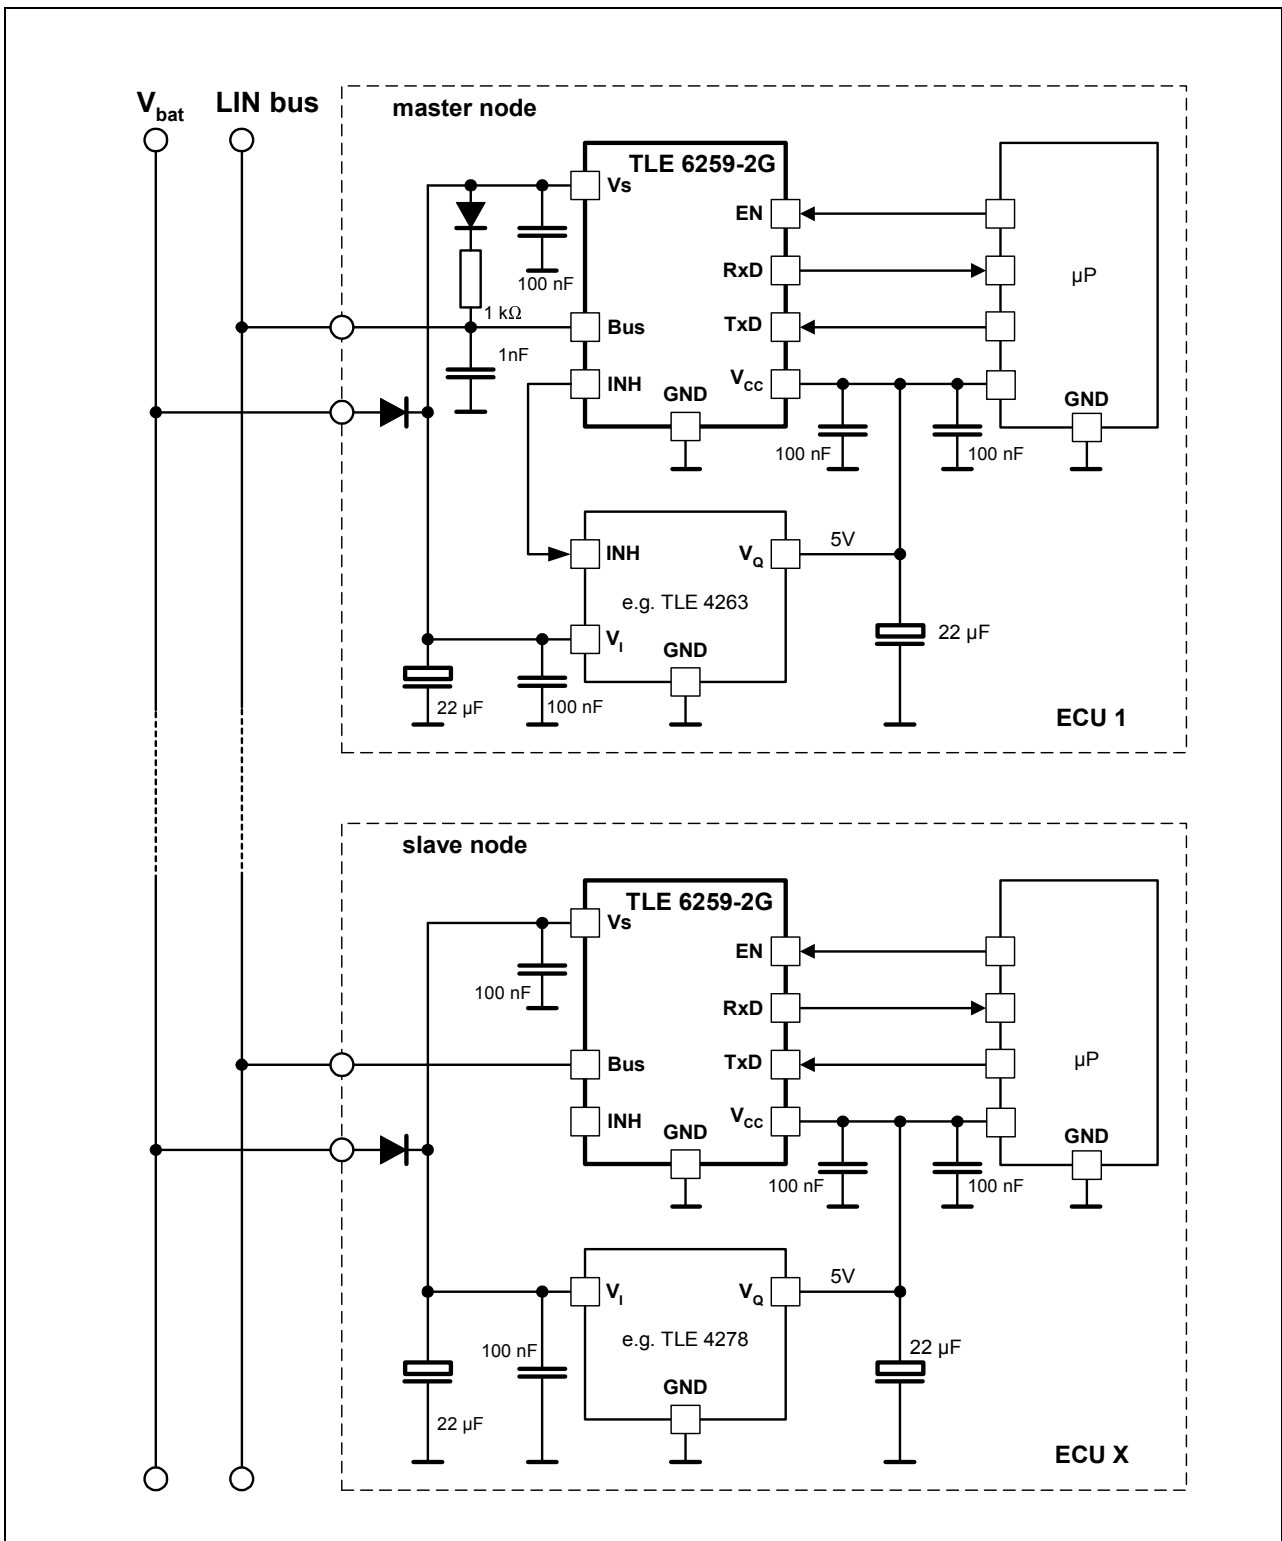 V_bat LIN bus
master node
TLE 6259-2G
Vs
EN
100 nF
RxD
µP
1 kΩ
Bus
TxD
1nF
INH
GND
V_CC
GND
100 nF
100 nF
INH
V_Q
5V
e.g. TLE 4263
22 µF
V_I
GND
22 µF
100 nF
ECU 1
slave node
TLE 6259-2G
Vs
EN
100 nF
RxD
Bus
TxD
µP
INH
GND
V_CC
GND
100 nF
100 nF
V_I
V_Q
5V
100 nF
e.g. TLE 4278
22 µF
GND
22 µF
ECU X